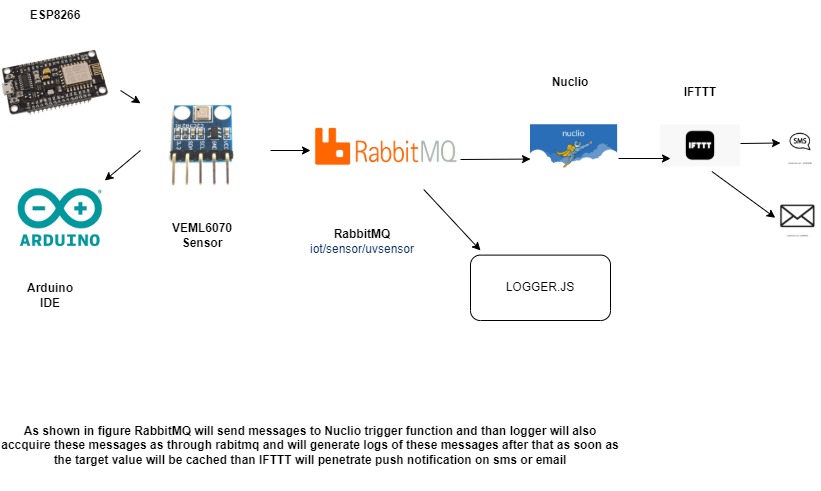 ESP8266
Nuclio
IFTTT
nuclio
RabbitMQ
IFTTT
SMS
ARDUINO
VEML6070
Sensor
RabbitMQ
iot/sensor/uvsensor
Arduino
IDE
LOGGER.JS
As shown in figure RabbitMQ will send messages to Nuclio trigger function and than logger will also
accquire these messages as through rabitmq and will generate logs of these messages after that as soon as
the target value will be cached than IFTTT will penetrate push notification on sms or email